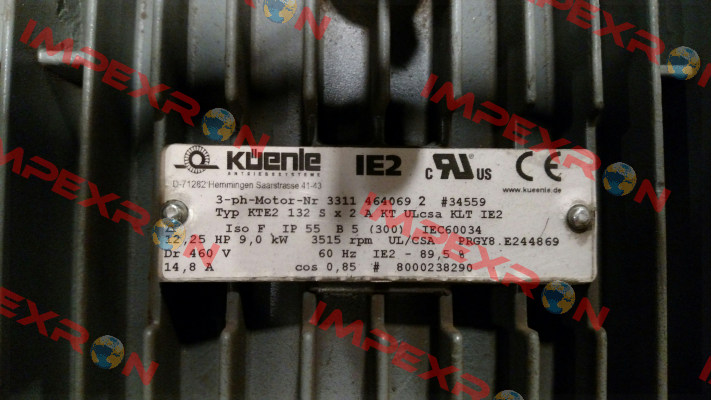 KÜENLE
ANTRIEBSSYSTEME
IE2
C US
CE
D-71282 Hemmingen Saarstrasse 41-43
www.kueenle.de
3-ph-Motor-Nr 3311 464069 2 #34559
Typ KTE2 132 S x 2 A KT ULcsa KLT IE2
Iso F IP 55 B 5 (300) IEC60034
12,25 HP 9,0 kW 3515 rpm UL/CSA PRGY8.E244869
Dr 460 V 60 Hz IE2 - 89,5 %
14,8 A cos 0,85 # 8000238290
IMPEXRON
IMPEXRON
IMPEXRON
IMPEXRON
IMPEXRON
IMPEXRON